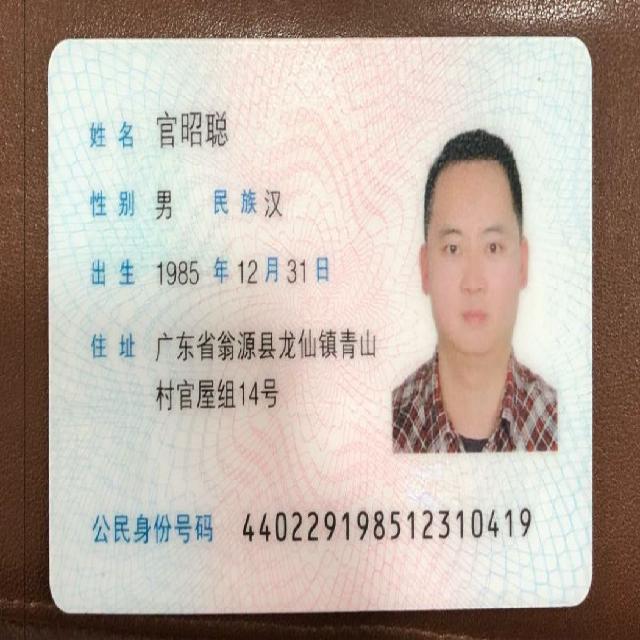 姓名 官昭聪
性别 男 民族 汉
出生 1985 年 12 月 31 日
住址 广东省翁源县龙仙镇青山
村官屋组14号
公民身份号码 440229198512310419